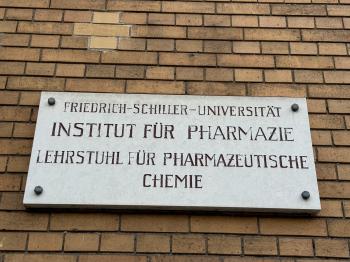 FRIEDRICH-SCHILLER-UNIVERSITÄT
INSTITUT FÜR PHARMAZIE
LEHRSTUHL FÜR PHARMAZEUTISCHE
CHEMIE